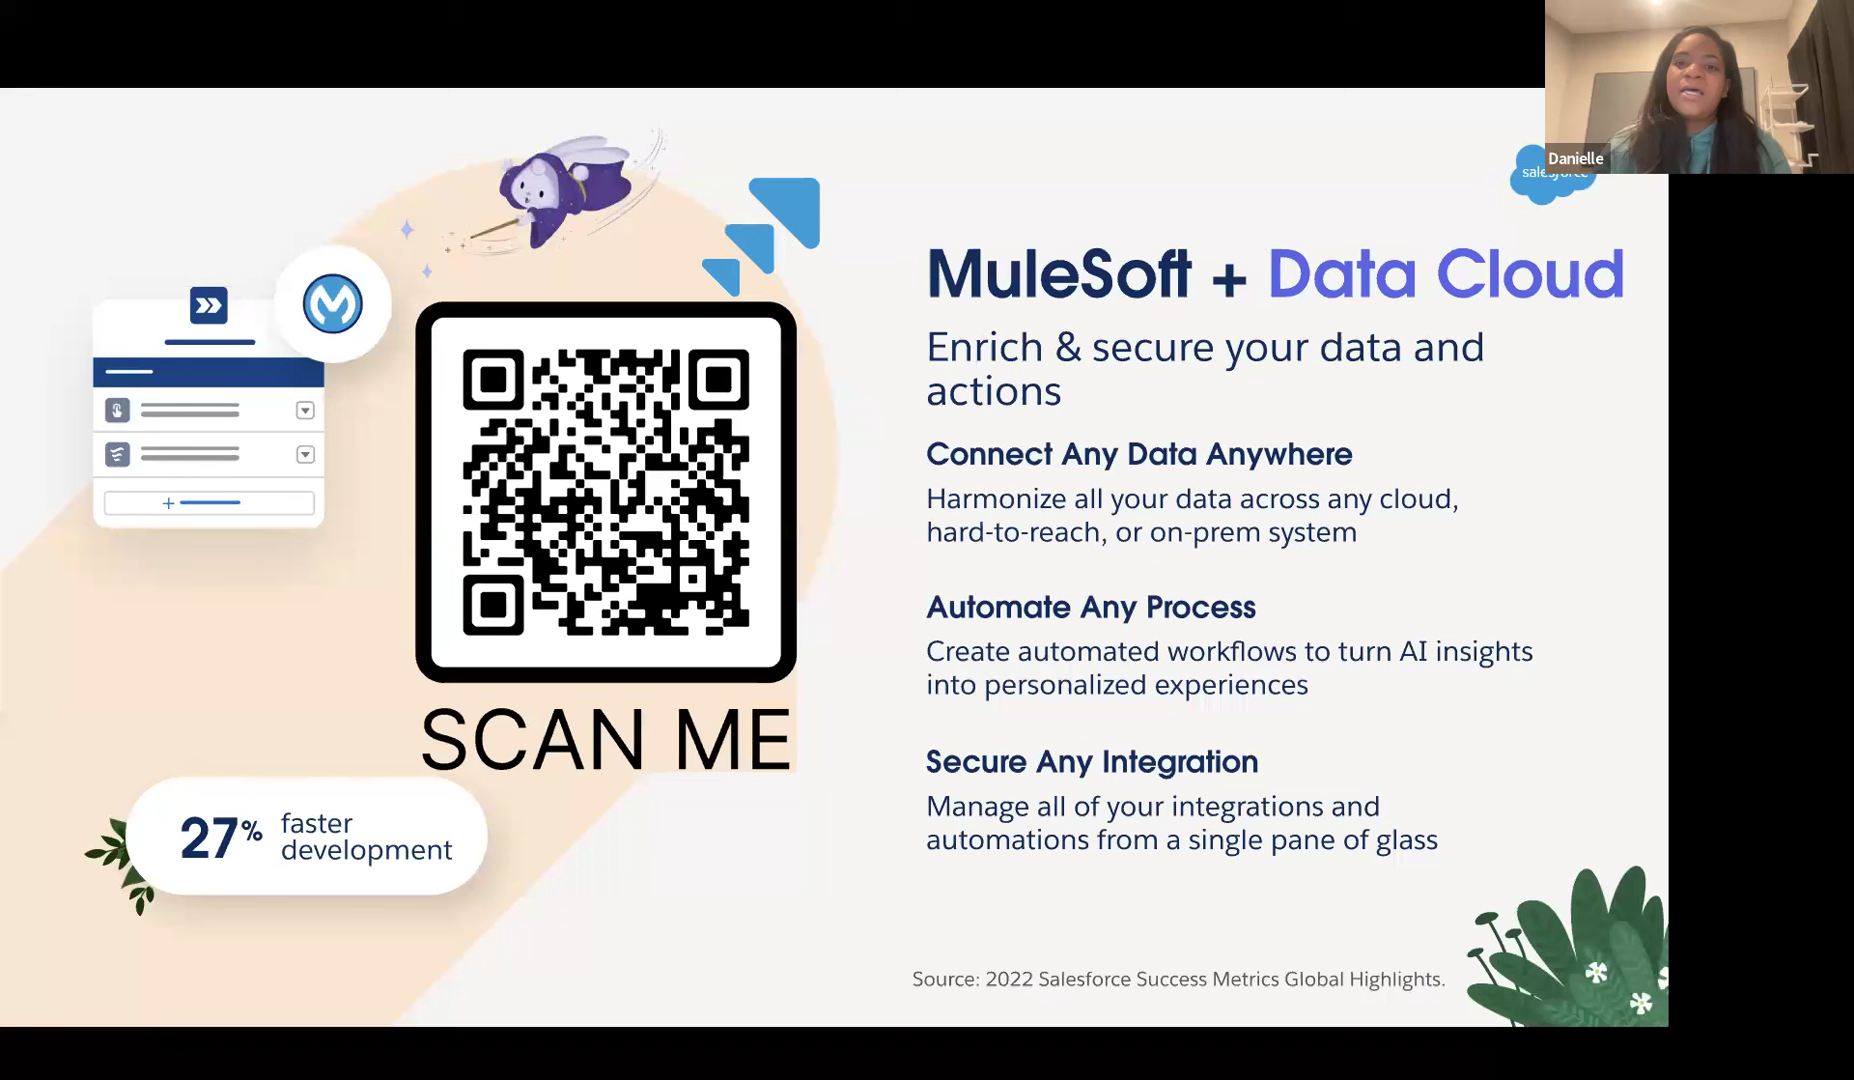 Danielle
salesforce
MuleSoft + Data Cloud
Enrich & secure your data and
actions
Connect Any Data Anywhere
Harmonize all your data across any cloud,
hard-to-reach, or on-prem system
Automate Any Process
Create automated workflows to turn AI insights
into personalized experiences
Secure Any Integration
Manage all of your integrations and
automations from a single pane of glass
SCAN ME
27% faster
development
Source: 2022 Salesforce Success Metrics Global Highlights.